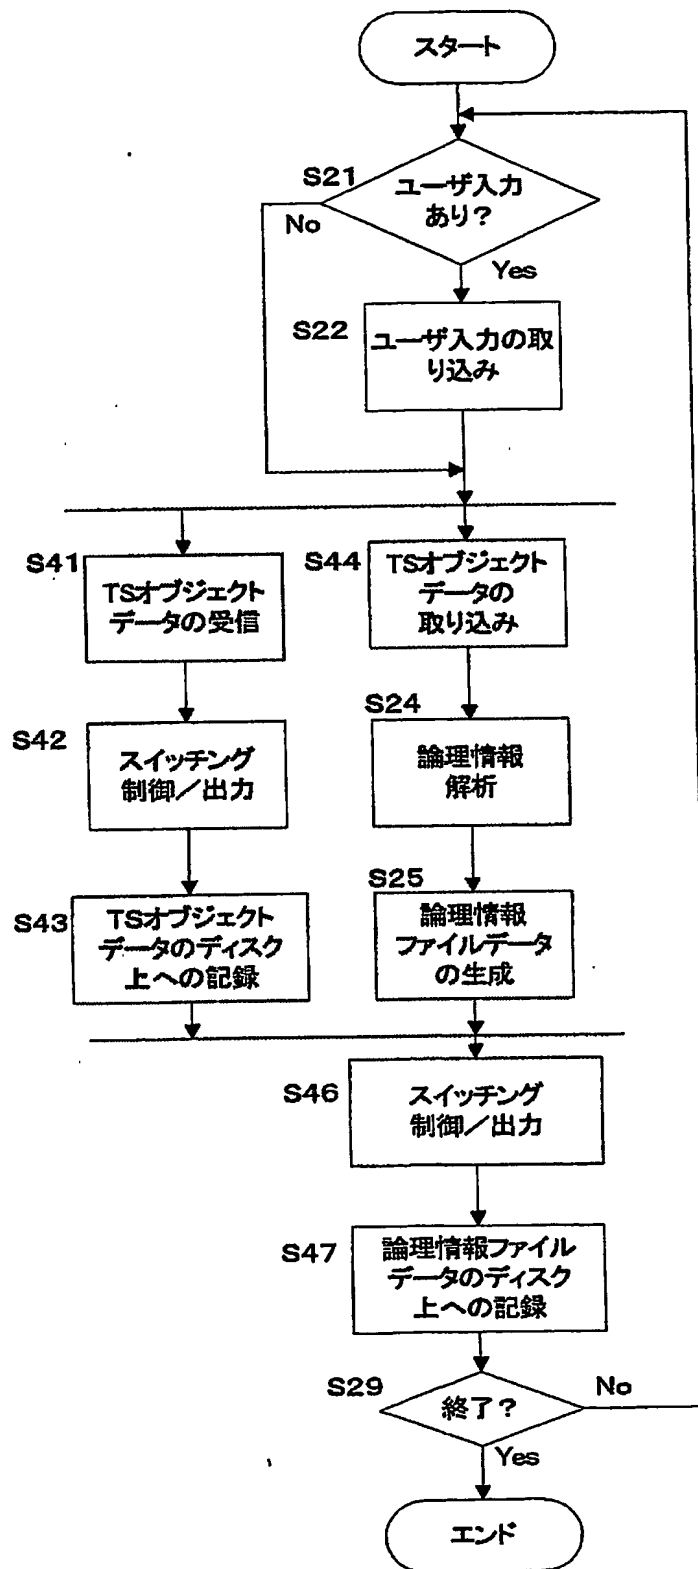 スタート
S21
ユーザ入力
あり?
No
Yes
S22
ユーザ入力の取
り込み
S41
TSオブジェクト
データの受信
S44
TSオブジェクト
データの
取り込み
S42
スイッチング
制御/出力
S24
論理情報
解析
S43
TSオブジェクト
データのディスク
上への記録
S25
論理情報
ファイルデータ
の生成
S46
スイッチング
制御/出力
S47
論理情報ファイル
データのディスク
上への記録
S29
終了?
No
Yes
エンド